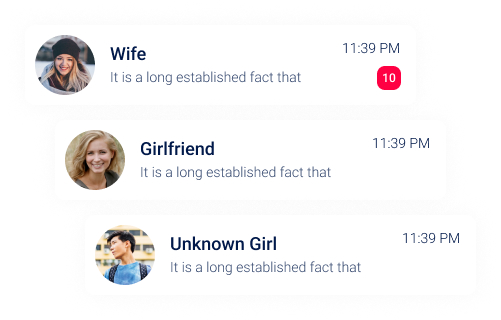 Wife 11:39 PM
It is a long established fact that 10
Girlfriend 11:39 PM
It is a long established fact that
Unknown Girl 11:39 PM
It is a long established fact that